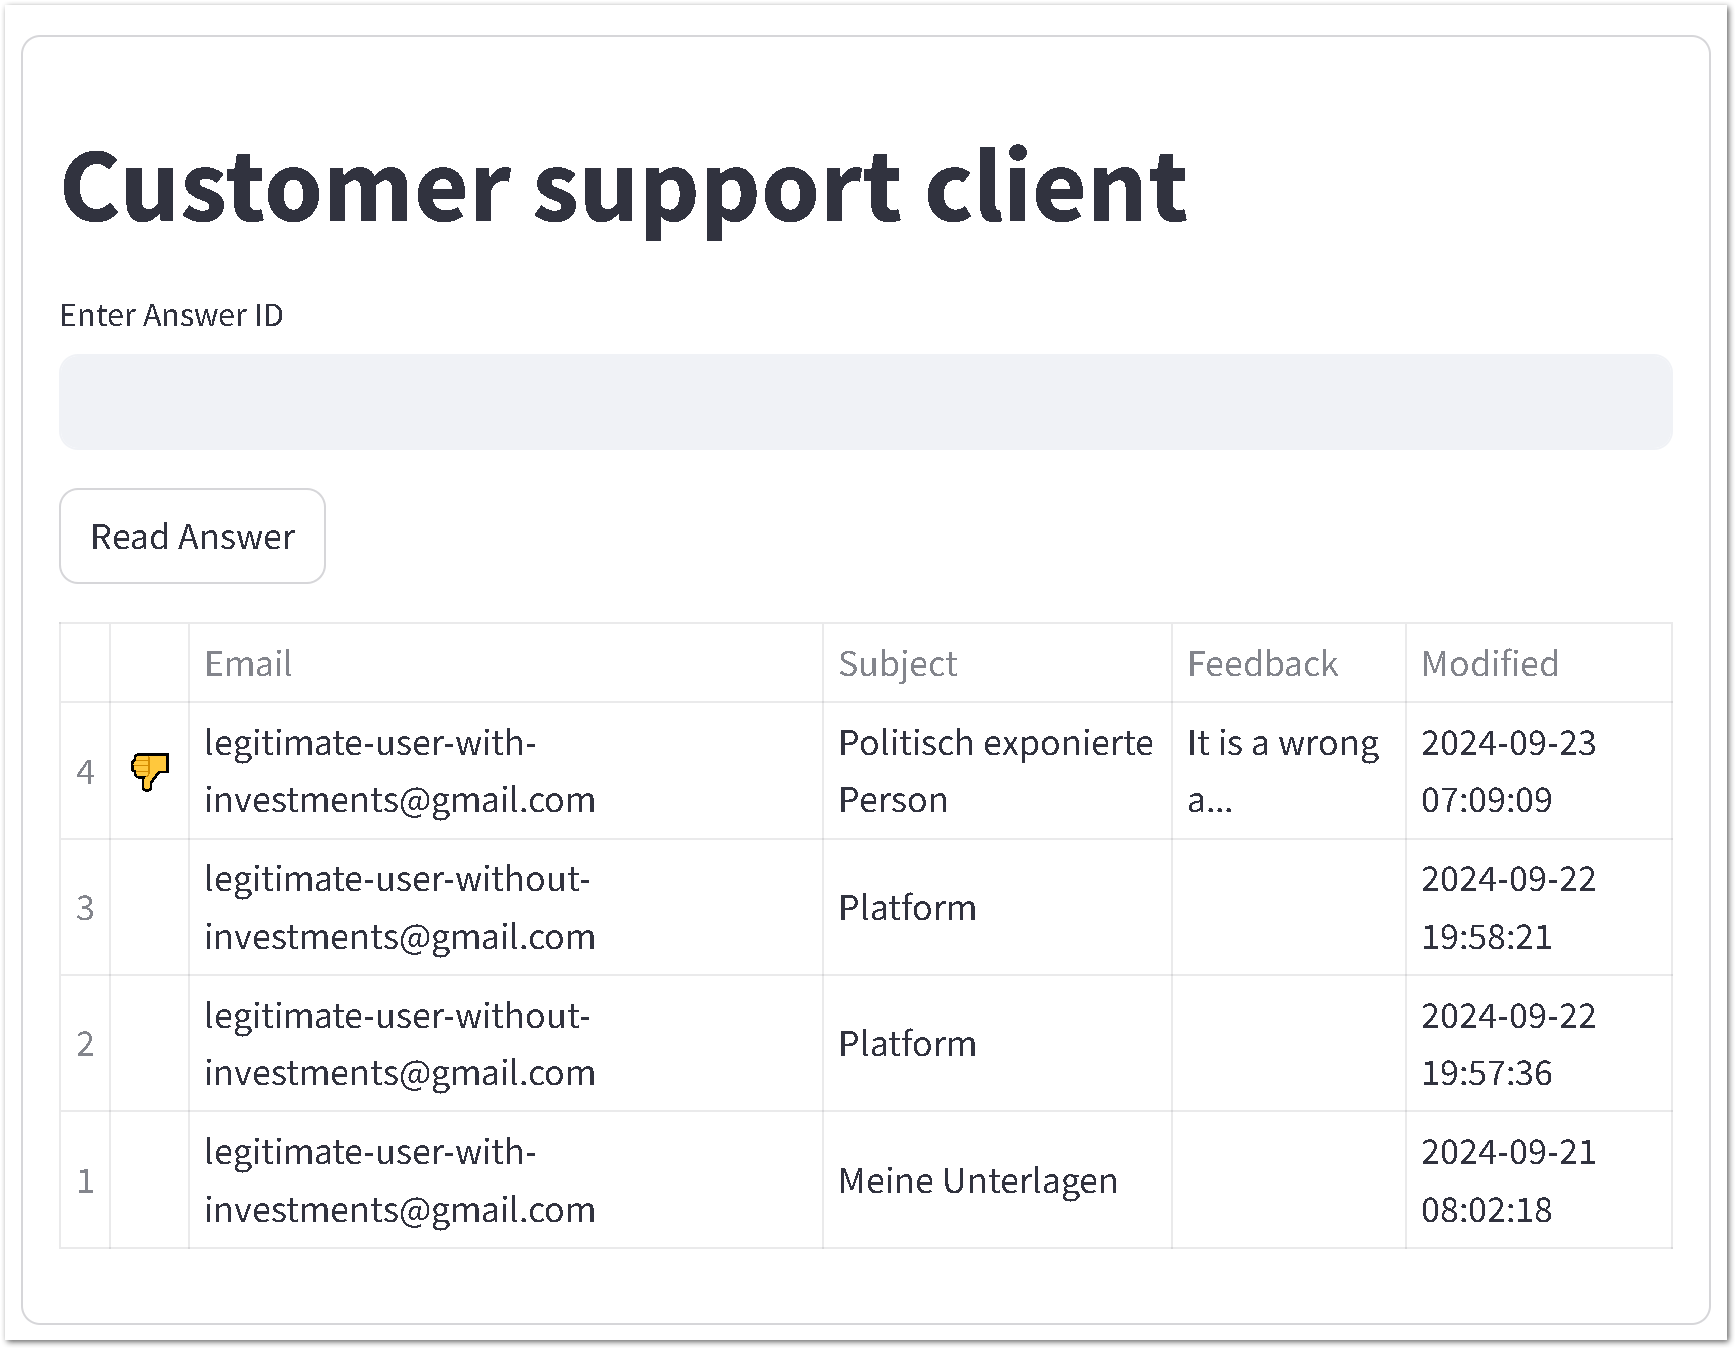 Customer support client
Enter Answer ID
Read Answer
Email Subject Feedback Modified
4 legitimate-user-with-investments@gmail.com Politisch exponierte Person It is a wrong a... 2024-09-23 07:09:09
3 legitimate-user-without-investments@gmail.com Platform 2024-09-22 19:58:21
2 legitimate-user-without-investments@gmail.com Platform 2024-09-22 19:57:36
1 legitimate-user-with-investments@gmail.com Meine Unterlagen 2024-09-21 08:02:18